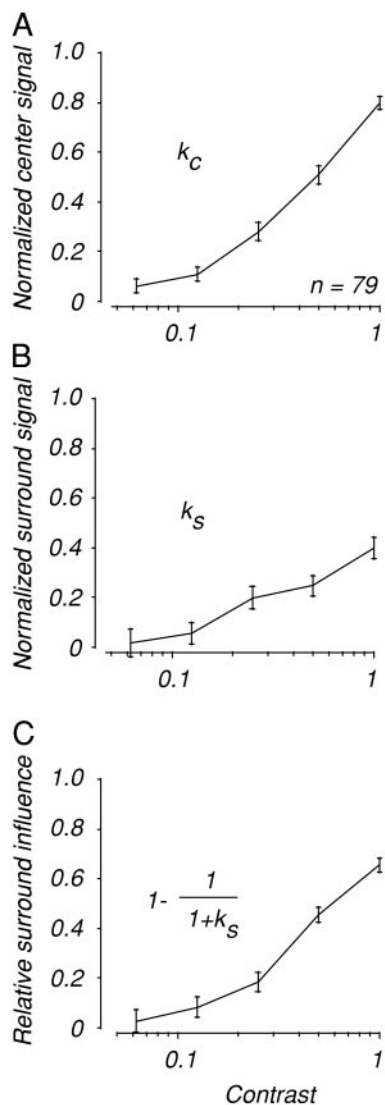 A
Normalized center signal
1.0
0.8
0.6
0.4
0.2
0
k_c
n = 79
0.1
1
B
Normalized surround signal
1.0
0.8
0.6
0.4
0.2
0
k_s
0.1
1
C
Relative surround influence
1.0
0.8
0.6
0.4
0.2
0
1- 1
1+k_s
0.1
1
Contrast